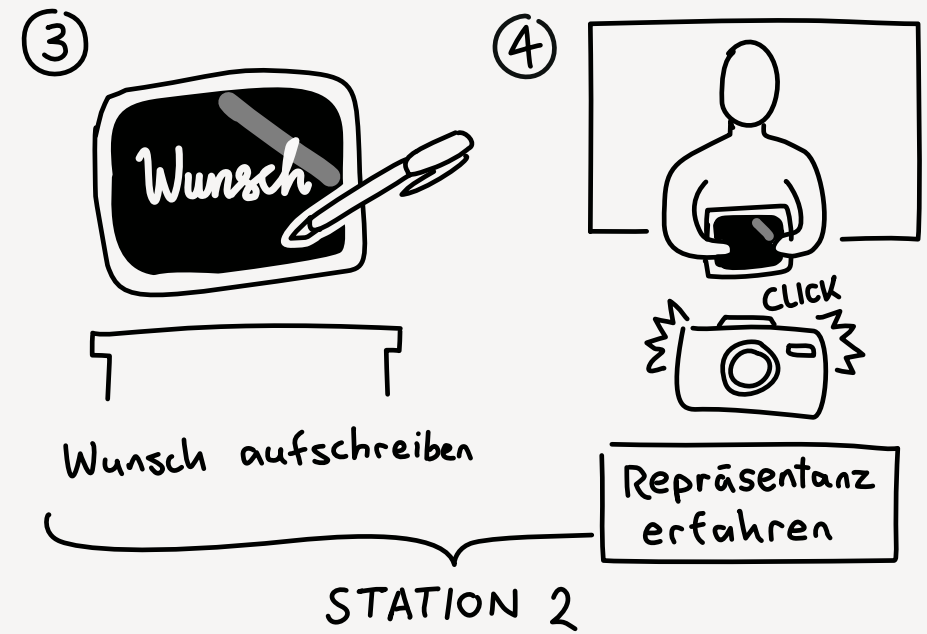 3
4
Wunsch
CLICK
Wunsch aufschreiben
Repräsentanz
erfahren
STATION 2